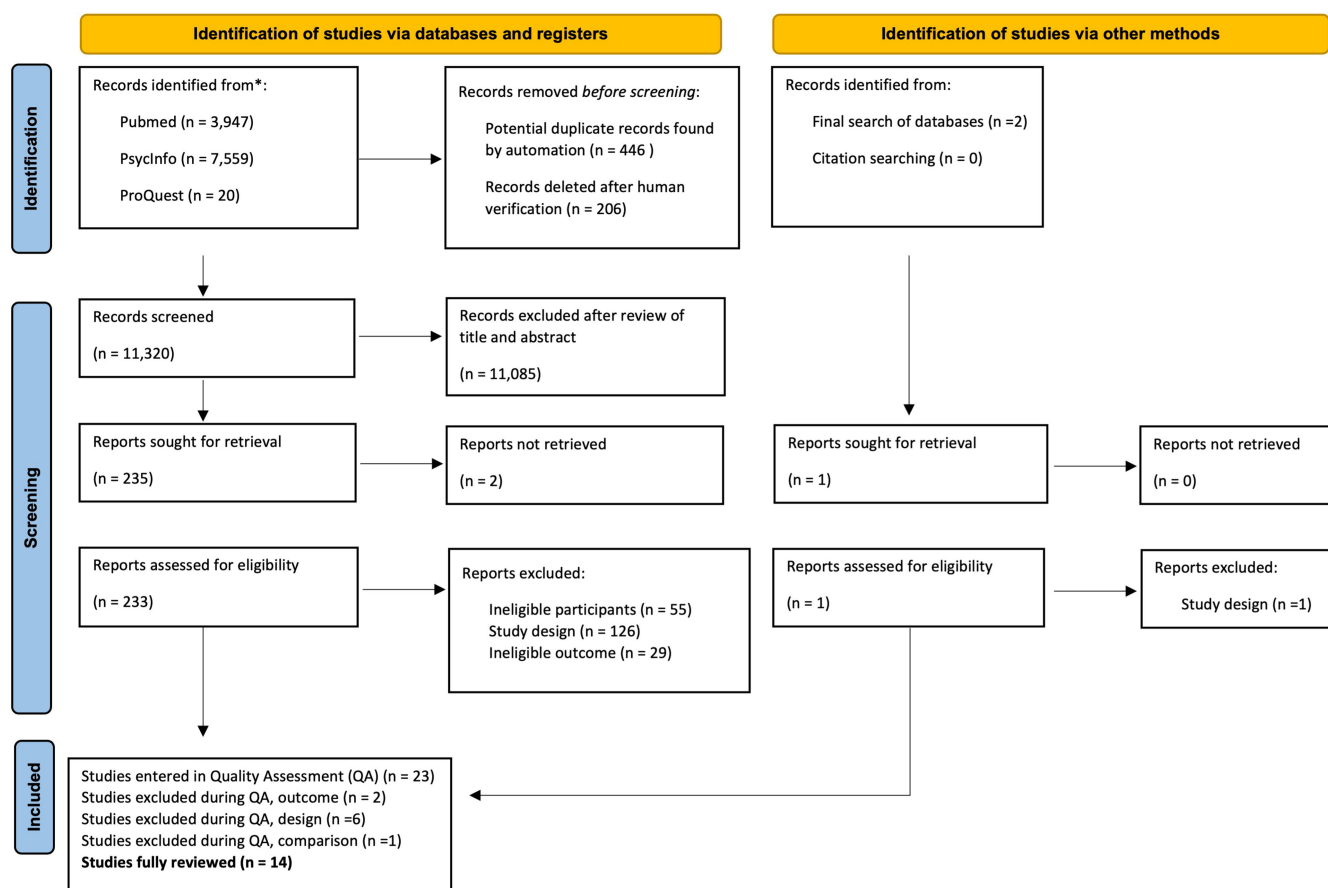 Identification of studies via databases and registers
Identification of studies via other methods
Identification
Records identified from*:
Pubmed (n = 3,947)
PsycInfo (n = 7,559)
ProQuest (n = 20)
Records removed before screening:
Potential duplicate records found
by automation (n = 446 )
Records deleted after human
verification (n = 206)
Records identified from:
Final search of databases (n =2)
Citation searching (n = 0)
Screening
Records screened
(n = 11,320)
Records excluded after review of
title and abstract
(n = 11,085)
Reports sought for retrieval
(n = 235)
Reports not retrieved
(n = 2)
Reports sought for retrieval
(n = 1)
Reports not retrieved
(n = 0)
Reports assessed for eligibility
(n = 233)
Reports excluded:
Ineligible participants (n = 55)
Study design (n = 126)
Ineligible outcome (n = 29)
Reports assessed for eligibility
(n = 1)
Reports excluded:
Study design (n =1)
Included
Studies entered in Quality Assessment (QA) (n = 23)
Studies excluded during QA, outcome (n = 2)
Studies excluded during QA, design (n =6)
Studies excluded during QA, comparison (n =1)
Studies fully reviewed (n = 14)